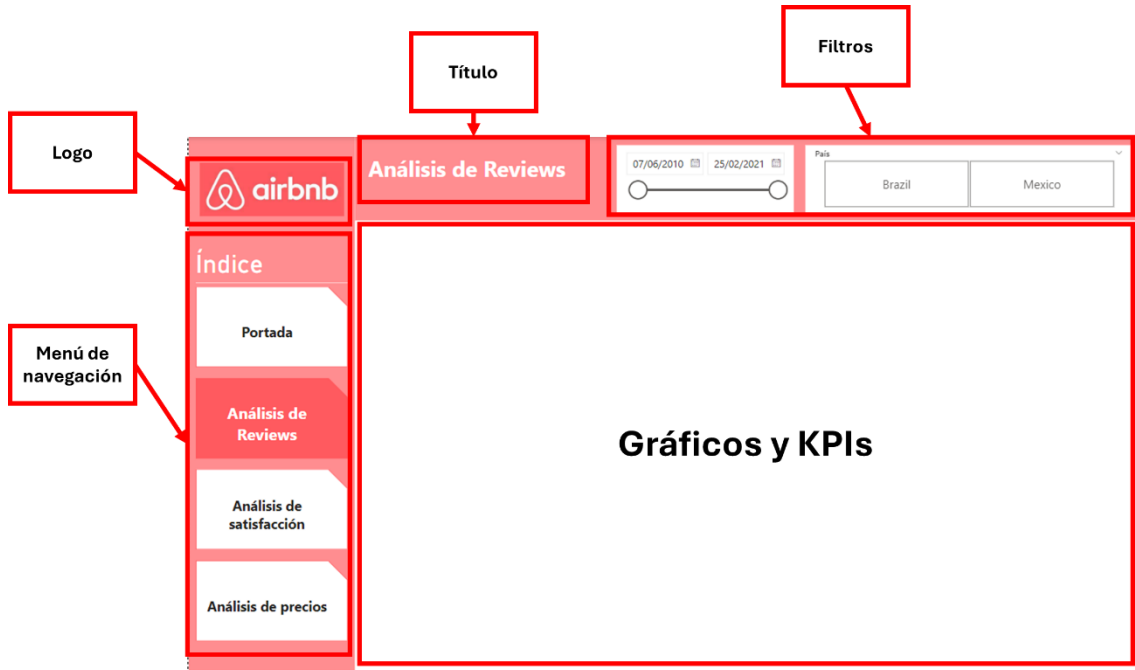 Filtros
Título
Logo
airbnb
Análisis de Reviews
07/06/2010
25/02/2021
País
Brazil
Mexico
Índice
Portada
Menú de
navegación
Análisis de
Reviews
Gráficos y KPIs
Análisis de
satisfacción
Análisis de precios